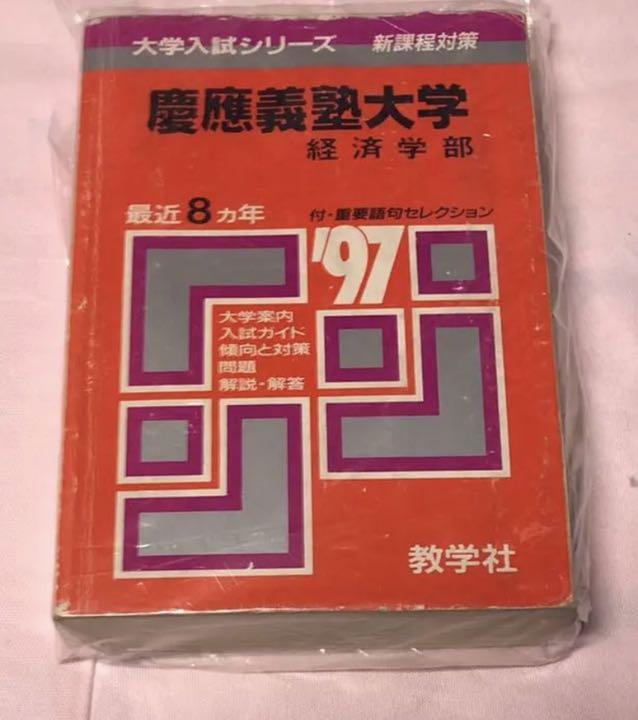 大学入試シリーズ 新課程対策
慶應義塾大学
経済学部
最近8ヵ年 付・重要語句セレクション
'97
大学案内
入試ガイド
傾向と対策
問題
解説・解答
教学社